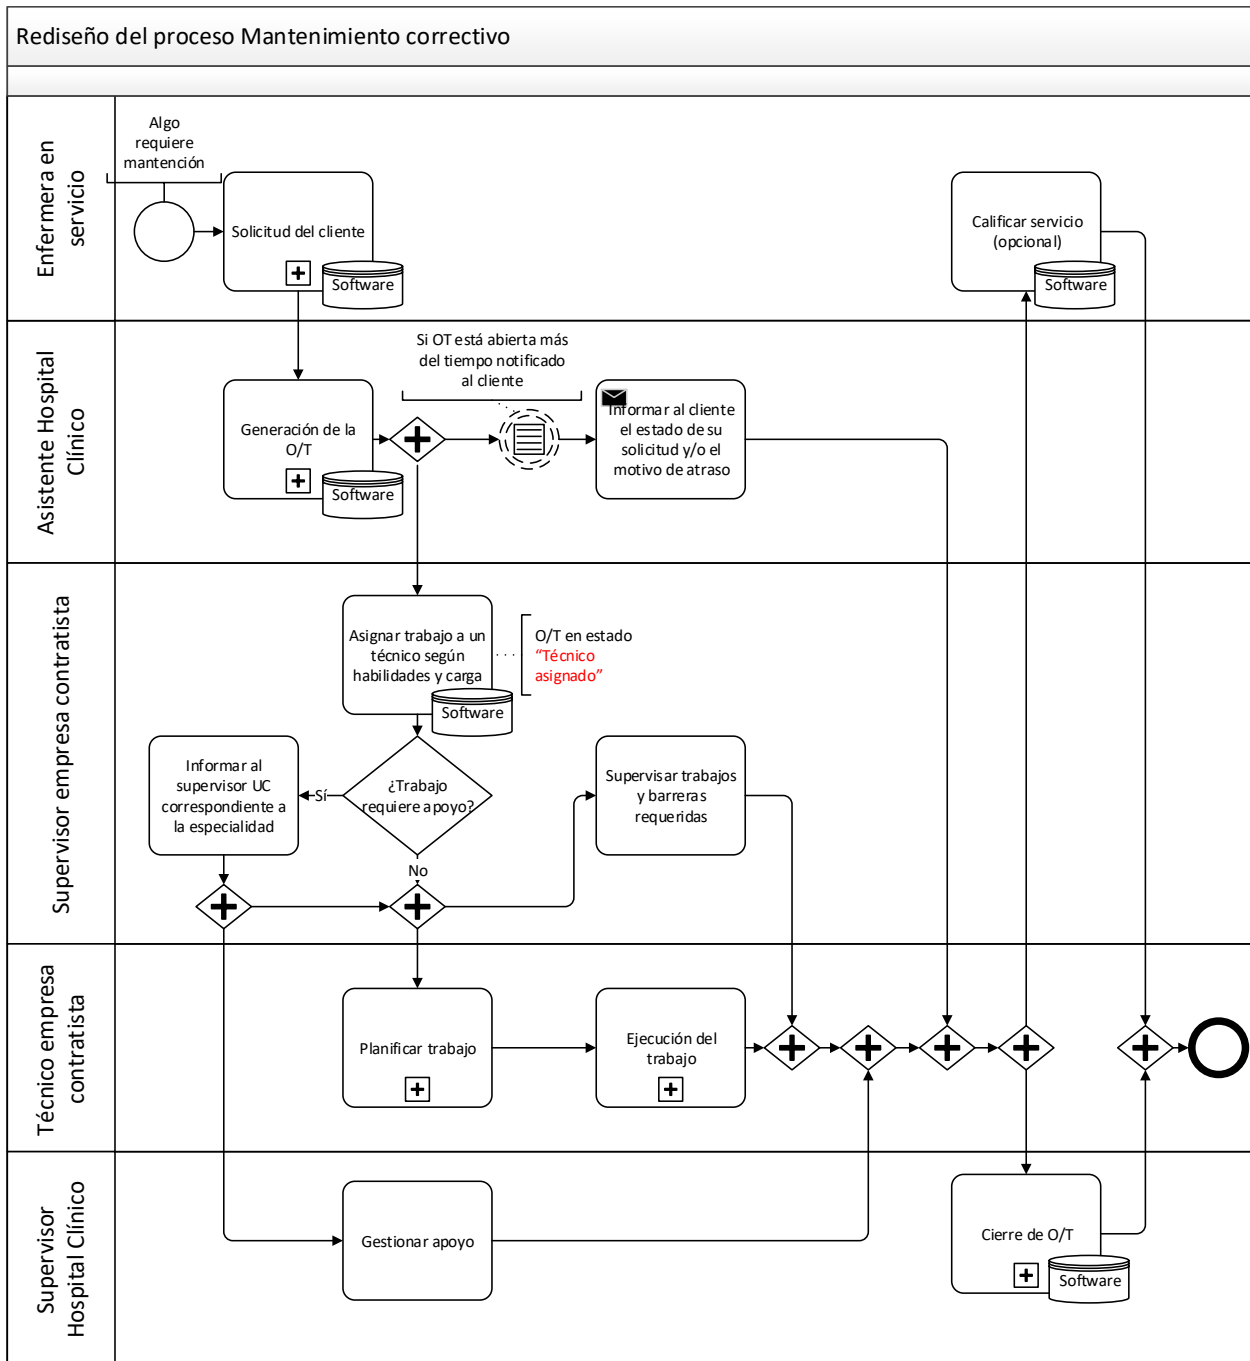 Rediseño del proceso Mantenimiento correctivo
Enfermera en
servicio
Algo
requiere
mantención
Solicitud del cliente
Software
Calificar servicio
(opcional)
Software
Asistente Hospital
Clínico
Generación de la
O/T
Software
Si OT está abierta más
del tiempo notificado
al cliente
Informar al cliente
el estado de su
solicitud y/o el
motivo de atraso
Supervisor empresa contratista
Asignar trabajo a un
técnico según
habilidades y carga
Software
O/T en estado
“Técnico
asignado”
Informar al
supervisor UC
correspondiente a
la especialidad
Sí
¿Trabajo
requiere apoyo?
No
Supervisar trabajos
y barreras
requeridas
Técnico empresa
contratista
Planificar trabajo
Ejecución del
trabajo
Supervisor
Hospital Clínico
Gestionar apoyo
Cierre de O/T
Software